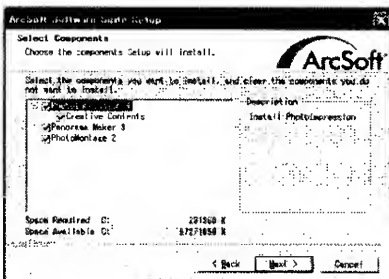 ArcSoft Software Suite Setup
Select Components
Choose the components Setup will install.
ArcSoft
Select the components you want to install, and clear the components you do
not want to install.
Description
Install PhotoImpression
Creative Contents
Panorama Maker 3
PhotoMontage 2
Space Required C:
Space Available C:
< Back
Next >
Cancel